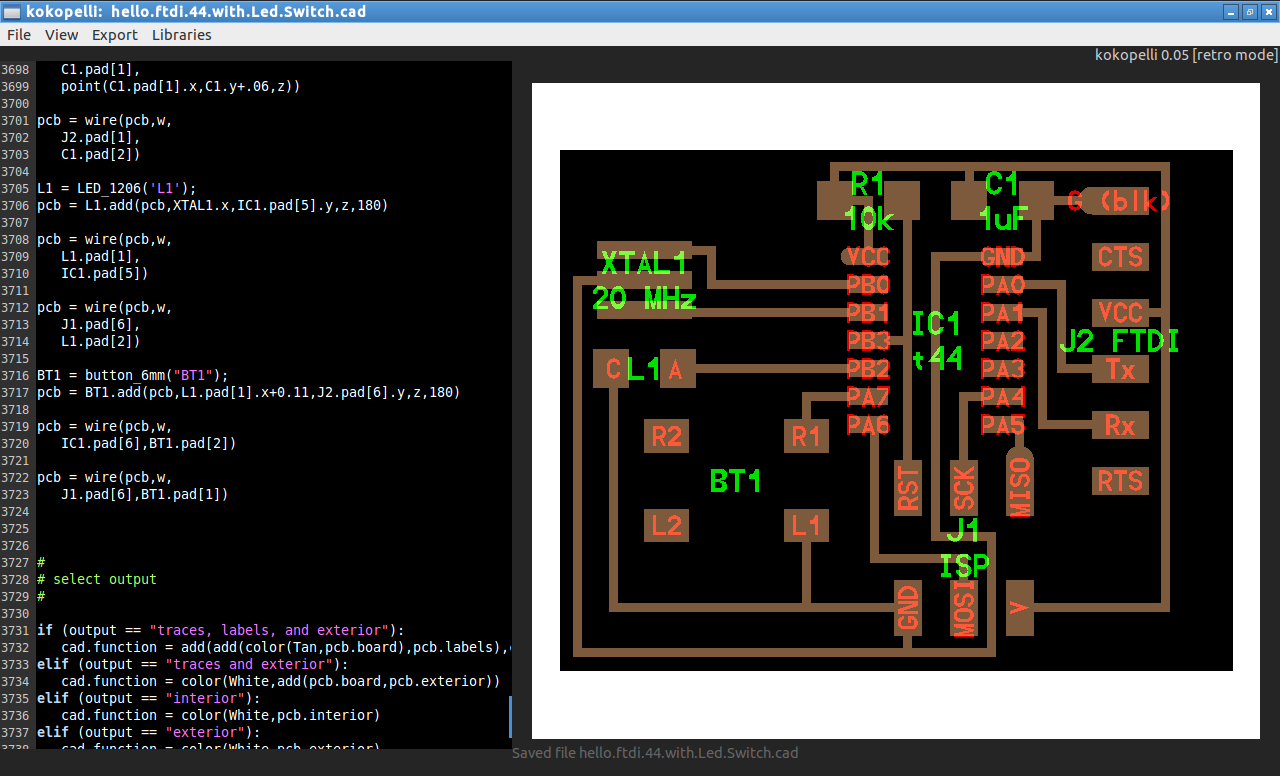 kokopelli:  hello.ftdi.44.with.Led.Switch.cad
File View Export Libraries
kokopelli 0.05 [retro mode]
3698    C1.pad[1],
3699    point(C1.pad[1].x,C1.y+.06,z))
3700
3701 pcb = wire(pcb,w,
3702    J2.pad[1],
3703    C1.pad[2])
3704
3705 L1 = LED_1206('L1');
3706 pcb = L1.add(pcb,XTAL1.x,IC1.pad[5].y,z,180)
3707
3708 pcb = wire(pcb,w,
3709    L1.pad[1],
3710    IC1.pad[5])
3711
3712 pcb = wire(pcb,w,
3713    J1.pad[6],
3714    L1.pad[2])
3715
3716 BT1 = button_6mm("BT1");
3717 pcb = BT1.add(pcb,L1.pad[1].x+0.11,J2.pad[6].y,z,180)
3718
3719 pcb = wire(pcb,w,
3720    IC1.pad[6],BT1.pad[2])
3721
3722 pcb = wire(pcb,w,
3723    J1.pad[6],BT1.pad[1])
3724
3725
3726
3727 #
3728 # select output
3729 #
3730
3731 if (output == "traces, labels, and exterior"):
3732    cad.function = add(add(color(Tan,pcb.board),pcb.labels),
3733 elif (output == "traces and exterior"):
3734    cad.function = color(White,add(pcb.board,pcb.exterior))
3735 elif (output == "interior"):
3736    cad.function = color(White,pcb.interior)
3737 elif (output == "exterior"):
3738    cad.function = color(White,pcb.exterior)
R1
10k
C1
1uF
G (blk)
XTAL1
20 MHz
VCC
PB0
PB1
PB3
PB2
PA7
PA6
IC1
t44
GND
PA0
PA1
PA2
PA3
PA4
PA5
CTS
VCC
J2 FTDI
Tx
Rx
RTS
C L1 A
R2
R1
BT1
L2
L1
RST
SCK
MISO
J1
ISP
GND
MOSI
V
Saved file hello.ftdi.44.with.Led.Switch.cad